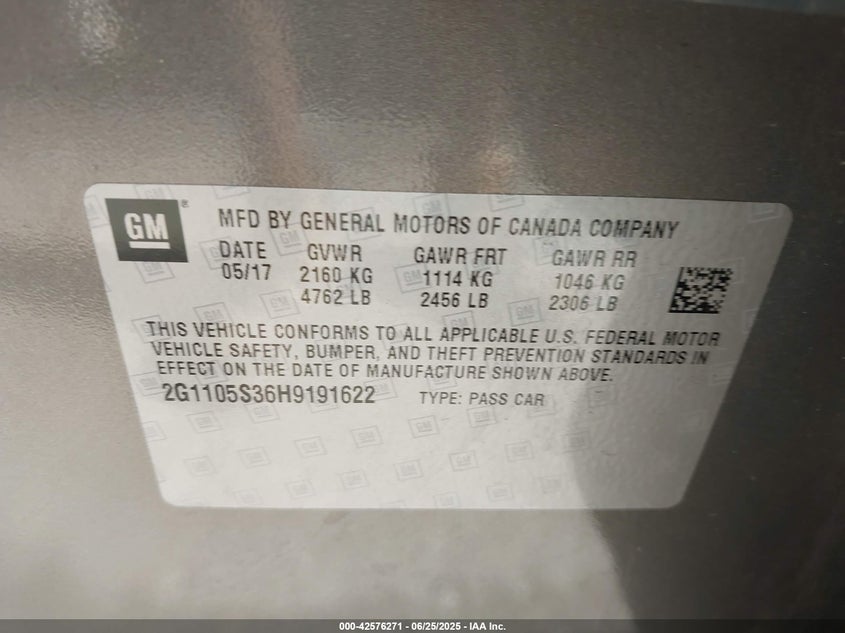 GM ®
MFD BY GENERAL MOTORS OF CANADA COMPANY
DATE GVWR GAWR FRT GAWR RR
05/17 2160 KG 1114 KG 1046 KG
4762 LB 2456 LB 2306 LB
THIS VEHICLE CONFORMS TO ALL APPLICABLE U.S. FEDERAL MOTOR
VEHICLE SAFETY, BUMPER, AND THEFT PREVENTION STANDARDS IN
EFFECT ON THE DATE OF MANUFACTURE SHOWN ABOVE.
2G1105S36H9191622 TYPE: PASS CAR
000-42576271 - 06/25/2025 - IAA Inc.